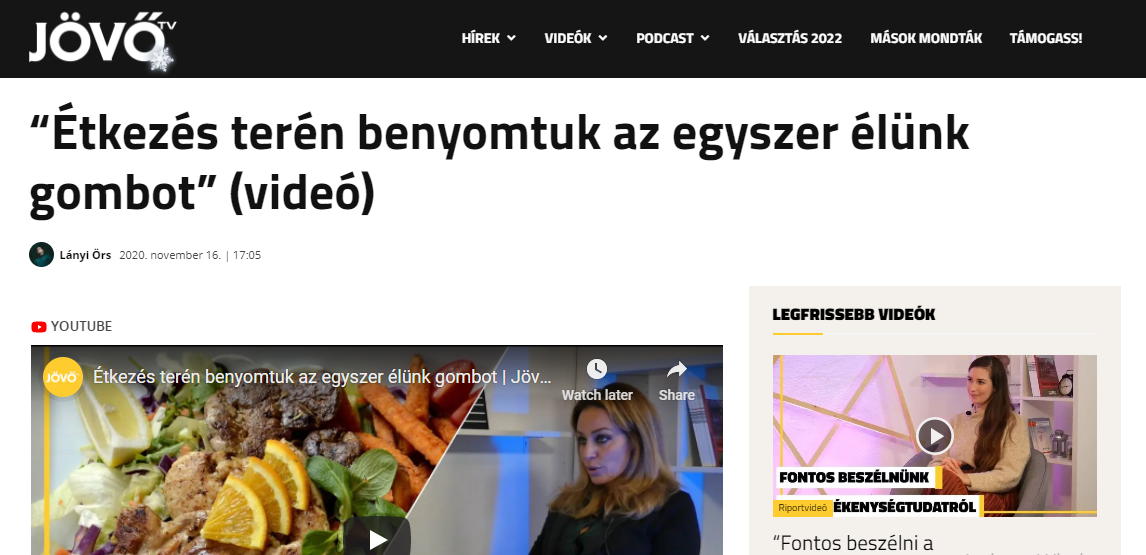 JÖVŐ TV
HÍREK VIDEÓK PODCAST VÁLASZTÁS 2022 MÁSOK MONDTÁK TÁMOGASS!
“Étkezés terén benyomtuk az egyszer élünk
gombot” (videó)
Lányi Örs 2020. november 16. | 17:05
YOUTUBE
JÖVŐ
Étkezés terén benyomtuk az egyszer élünk gombot | Jöv...
Watch later Share
LEGFRISSEBB VIDEÓK
FONTOS BESZÉLNÜNK
Riportvideó ÉKENYSÉGTUDATRÓL
“Fontos beszélni a